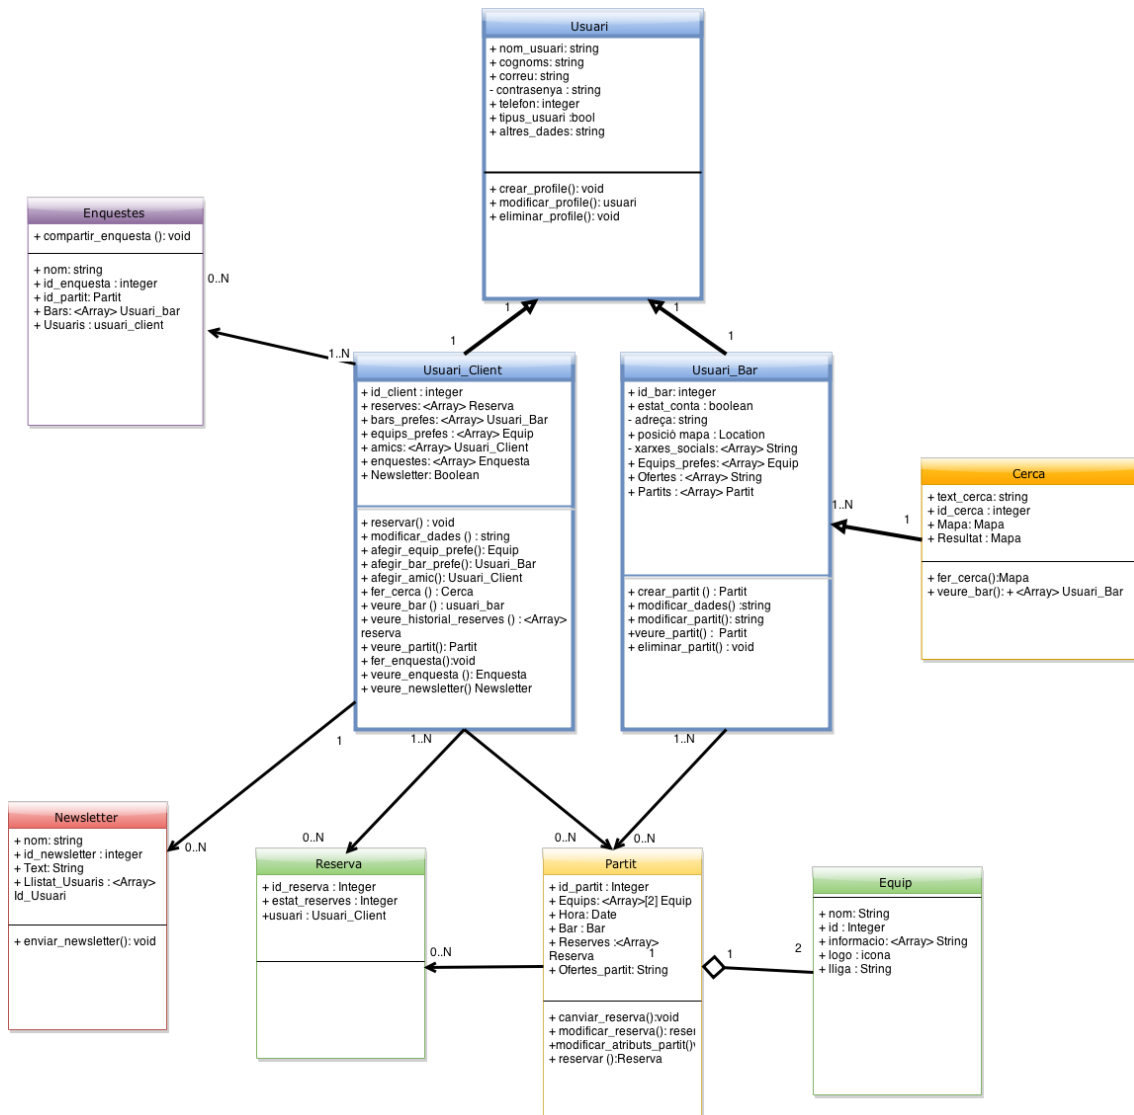 Usuari
+ nom_usuari: string
+ cognoms: string
+ correu: string
- contrasenya : string
+ telefon: integer
+ tipus_usuari :bool
+ altres_dades: string
+ crear_profile(): void
+ modificar_profile(): usuari
+ eliminar_profile(): void
Enquestes
+ compartir_enquesta (): void
+ nom: string
+ id_enquesta : integer
+ id_partit: Partit
+ Bars: <Array> Usuari_bar
+ Usuaris : usuari_client
0..N
1..N
1
1
1
1
Usuari_Client
+ id_client : integer
+ reserves: <Array> Reserva
+ bars_prefes: <Array> Usuari_Bar
+ equips_prefes : <Array> Equip
+ amics: <Array> Usuari_Client
+ enquestes: <Array> Enquesta
+ Newsletter: Boolean
+ reservar() : void
+ modificar_dades () : string
+ afegir_equip_prefe(): Equip
+ afegir_bar_prefe(): Usuari_Bar
+ afegir_amic(): Usuari_Client
+ fer_cerca () : Cerca
+ veure_bar () : usuari_bar
+ veure_historial_reserves () : <Array>
reserva
+ veure_partit(): Partit
+ fer_enquesta():void
+ veure_enquesta (): Enquesta
+ veure_newsletter() Newsletter
Usuari_Bar
+ id_bar: integer
+ estat_conta : boolean
- adreça: string
+ posició mapa : Location
- xarxes_socials: <Array> String
+ Equips_prefes: <Array> Equip
+ Ofertes : <Array> String
+ Partits : <Array> Partit
+ crear_partit () : Partit
+ modificar_dades() :string
+ modificar_partit(): string
+veure_partit() : Partit
+ eliminar_partit() : void
1..N
1
Cerca
+ text_cerca: string
+ id_cerca : integer
+ Mapa: Mapa
+ Resultat : Mapa
+ fer_cerca():Mapa
+ veure_bar(): + <Array> Usuari_Bar
1
1..N
1..N
0..N
0..N
0..N
0..N
Newsletter
+ nom: string
+ id_newsletter : integer
+ Text: String
+ Llistat_Usuaris : <Array>
Id_Usuari
+ enviar_newsletter(): void
Reserva
+ id_reserva : Integer
+ estat_reserves : Integer
+usuari : Usuari_Client
0..N
Partit
+ id_partit : Integer
+ Equips: <Array>[2] Equip
+ Hora: Date
+ Bar : Bar
+ Reserves :<Array>
Reserva
+ Ofertes_partit: String
+ canviar_reserva():void
+ modificar_reserva(): rese
+modificar_atributs_partit()
+ reservar ():Reserva
1
1
2
Equip
+ nom: String
+ id : Integer
+ informacio: <Array> String
+ logo : icona
+ lliga : String